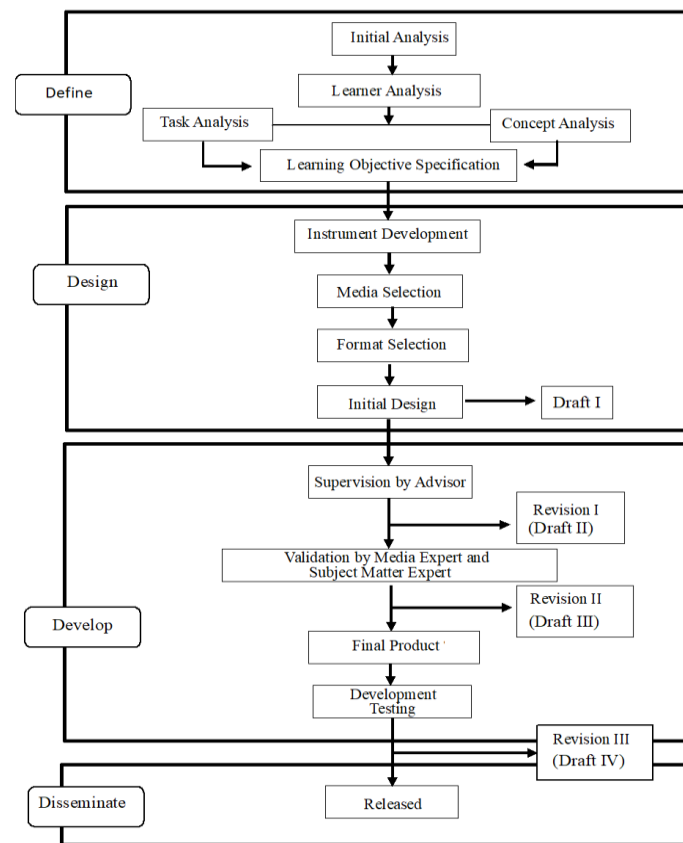 Initial Analysis
Define
Learner Analysis
Task Analysis
Concept Analysis
Learning Objective Specification
Instrument Development
Design
Media Selection
Format Selection
Initial Design
Draft I
Supervision by Advisor
Revision I
(Draft II)
Validation by Media Expert and
Subject Matter Expert
Revision II
(Draft III)
Develop
Final Product
Development
Testing
Revision III
(Draft IV)
Disseminate
Released